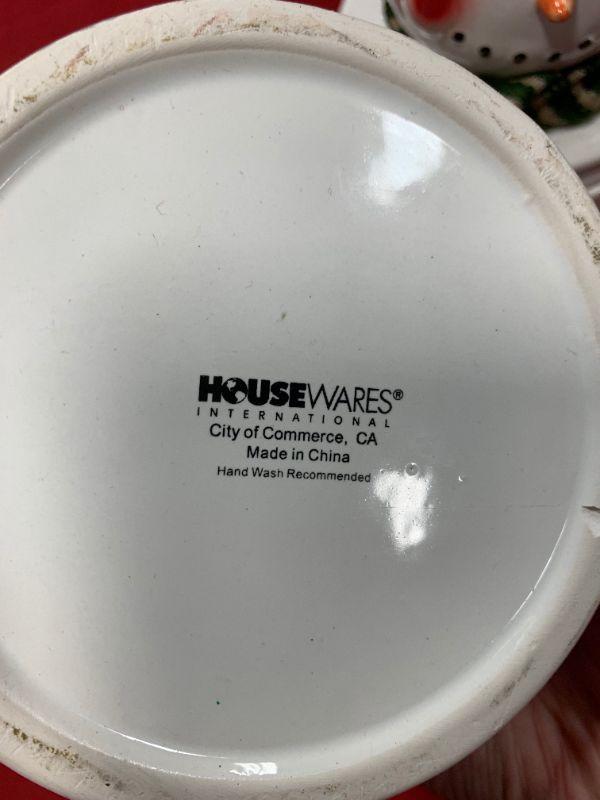 HOUSEWARES®
INTERNATIONAL
City of Commerce, CA
Made in China
Hand Wash Recommended